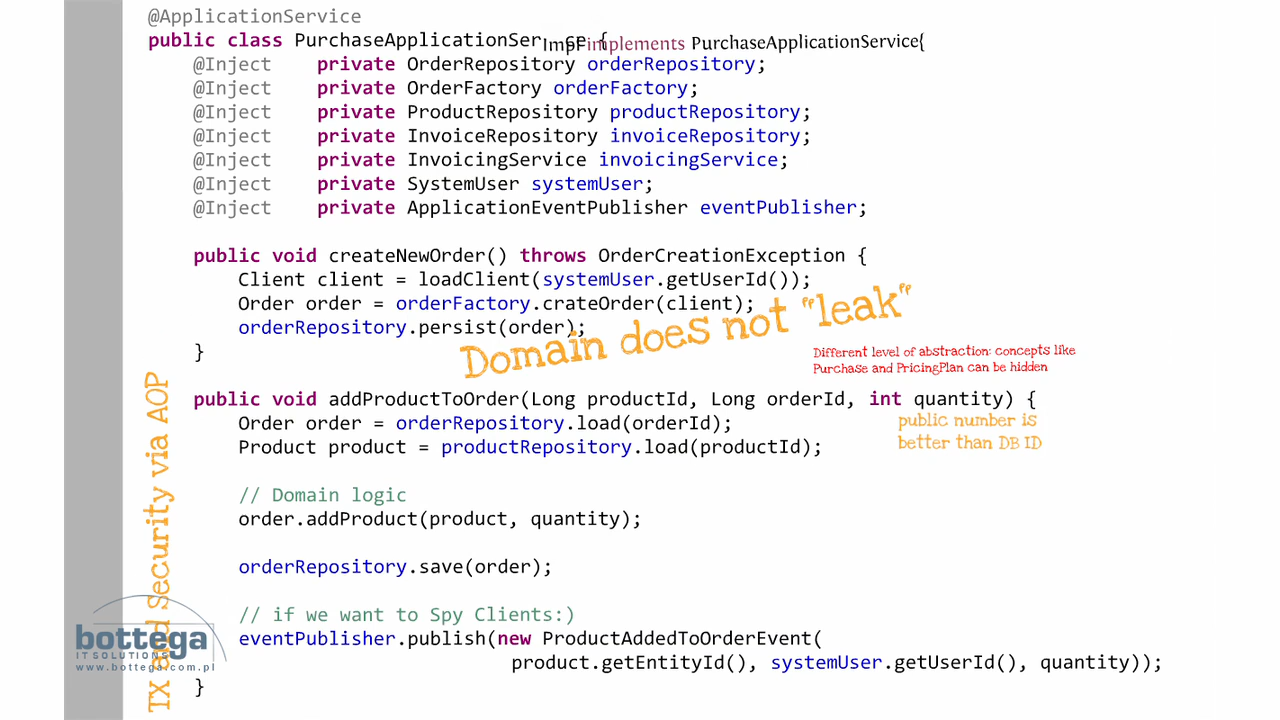 @ApplicationService
public class PurchaseApplicationSer ce {
Impl implements PurchaseApplicationService{
@Inject private OrderRepository orderRepository;
@Inject private OrderFactory orderFactory;
@Inject private ProductRepository productRepository;
@Inject private InvoiceRepository invoiceRepository;
@Inject private InvoicingService invoicingService;
@Inject private SystemUser systemUser;
@Inject private ApplicationEventPublisher eventPublisher;
public void createNewOrder() throws OrderCreationException {
Client client = loadClient(systemUser.getUserId());
Order order = orderFactory.crateOrder(client);
orderRepository.persist(order);
}
Domain does not "leak"
Different level of abstraction: concepts like
Purchase and PricingPlan can be hidden
public void addProductToOrder(Long productId, Long orderId, int quantity) {
Order order = orderRepository.load(orderId);
Product product = productRepository.load(productId);
public number is
better than DB ID
// Domain logic
order.addProduct(product, quantity);
orderRepository.save(order);
// if we want to Spy Clients:)
eventPublisher.publish(new ProductAddedToOrderEvent(
product.getEntityId(), systemUser.getUserId(), quantity));
}
TX and Security via AOP
bottega
IT SOLUTIONS
www.bottega.com.pl